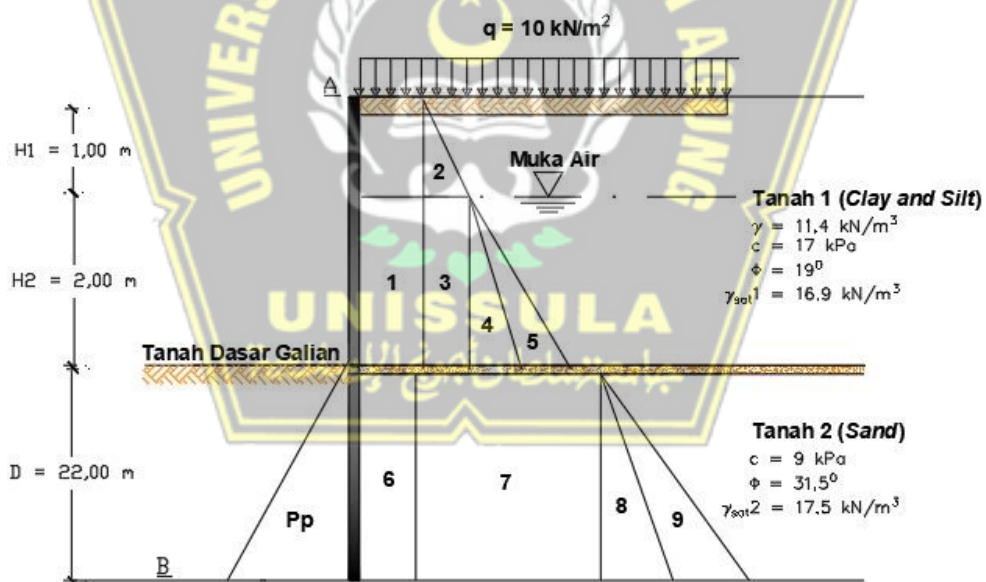 q = 10 kN/m²
A
H1 = 1,00 m
Muka Air
2
Tanah 1 (Clay and Silt)
γ = 11,4 kN/m³
c = 17 kPa
Φ = 19⁰
γsat1 = 16,9 kN/m³
H2 = 2,00 m
1
3
4
5
UNIVERS
AGUNG
UNISSULA
Tanah Dasar Galian
Tanah 2 (Sand)
c = 9 kPa
Φ = 31,5⁰
γsat2 = 17,5 kN/m³
D = 22,00 m
6
7
8
9
Pp
B